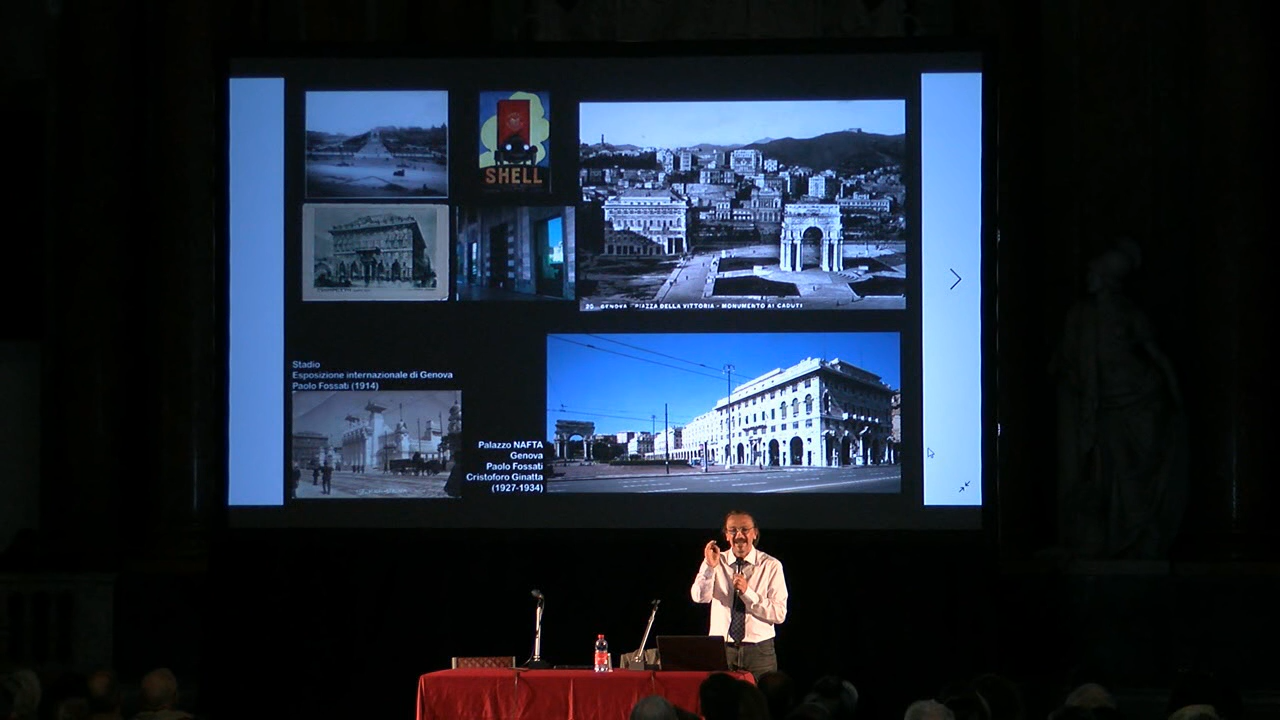 SHELL
20 GENOVA - PIAZZA DELLA VITTORIA - MONUMENTO AI CADUTI
Stadio
Esposizione internazionale di Genova
Paolo Fossati (1914)
Palazzo NAFTA
Genova
Paolo Fossati
Cristoforo Ginatta
(1927-1934)